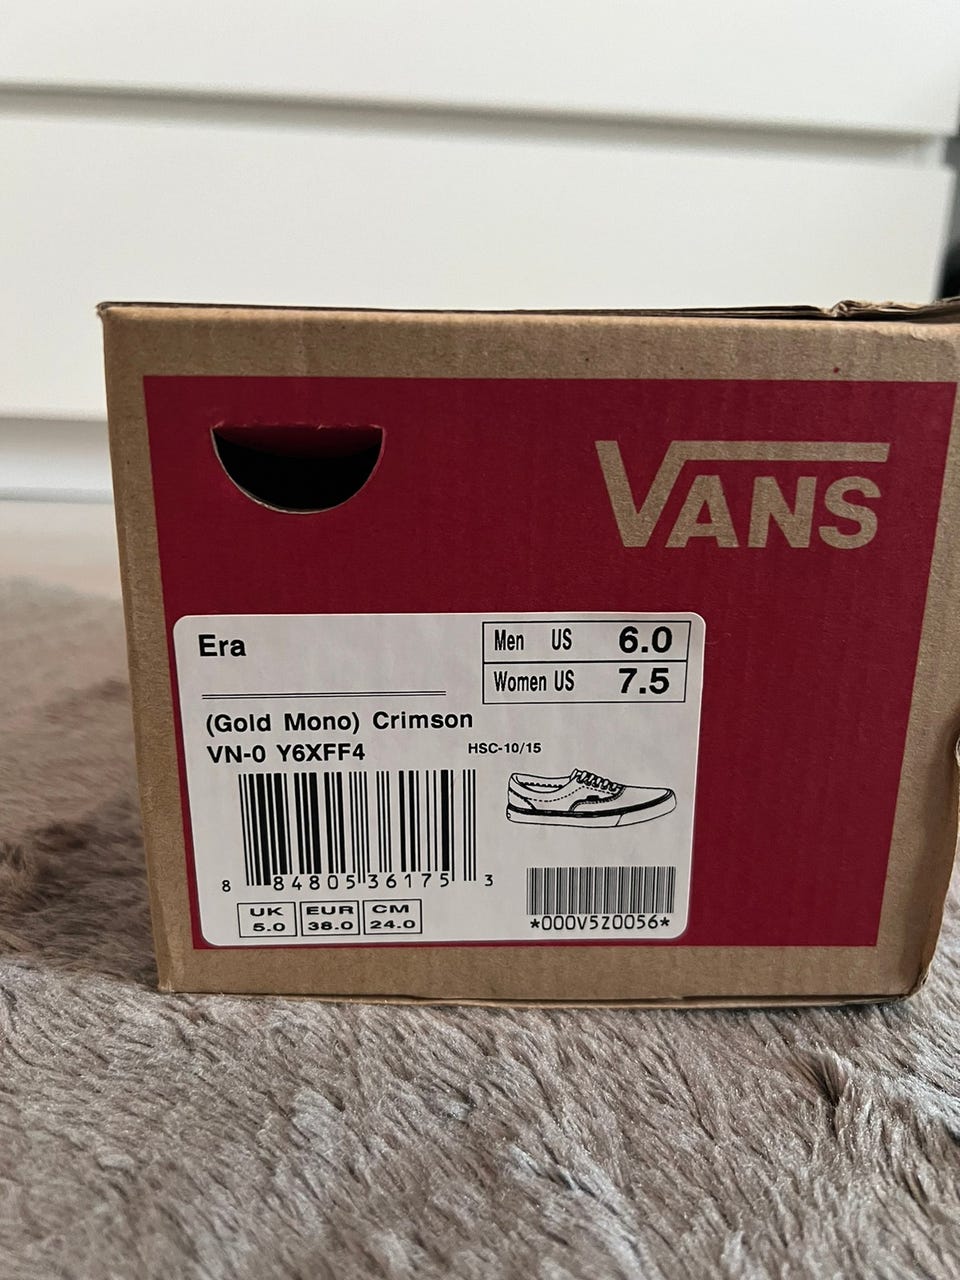 VANS
Era
Men US 6.0
Women US 7.5
(Gold Mono) Crimson
VN-0 Y6XFF4
HSC-10/15
8 84805 36175 3
*000V5Z0056*
UK EUR CM
5.0 38.0 24.0